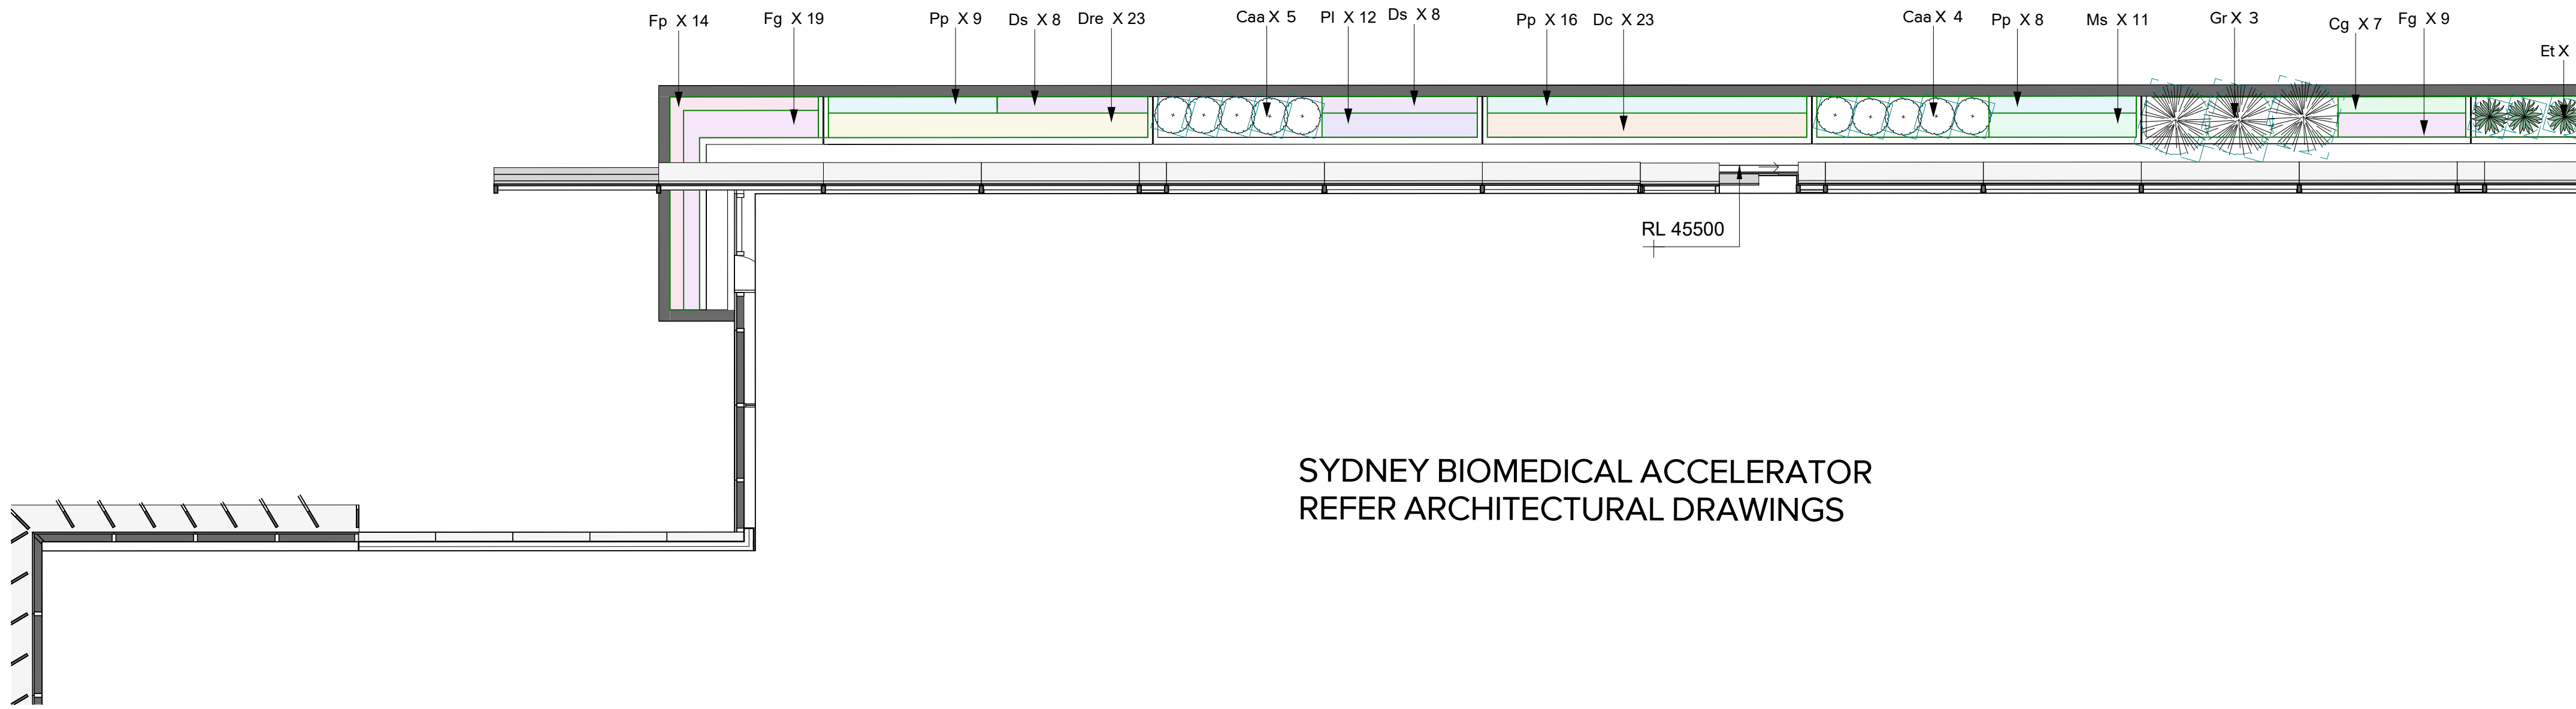 Fp X 14
Fg X 19
Pp X 9
Ds X 8
Dre X 23
Caa X 5
Pl X 12
Ds X 8
Pp X 16
Dc X 23
Caa X 4
Pp X 8
Ms X 11
Gr X 3
Cg X 7
Fg X 9
Et X
RL 45500
SYDNEY BIOMEDICAL ACCELERATOR
REFER ARCHITECTURAL DRAWINGS